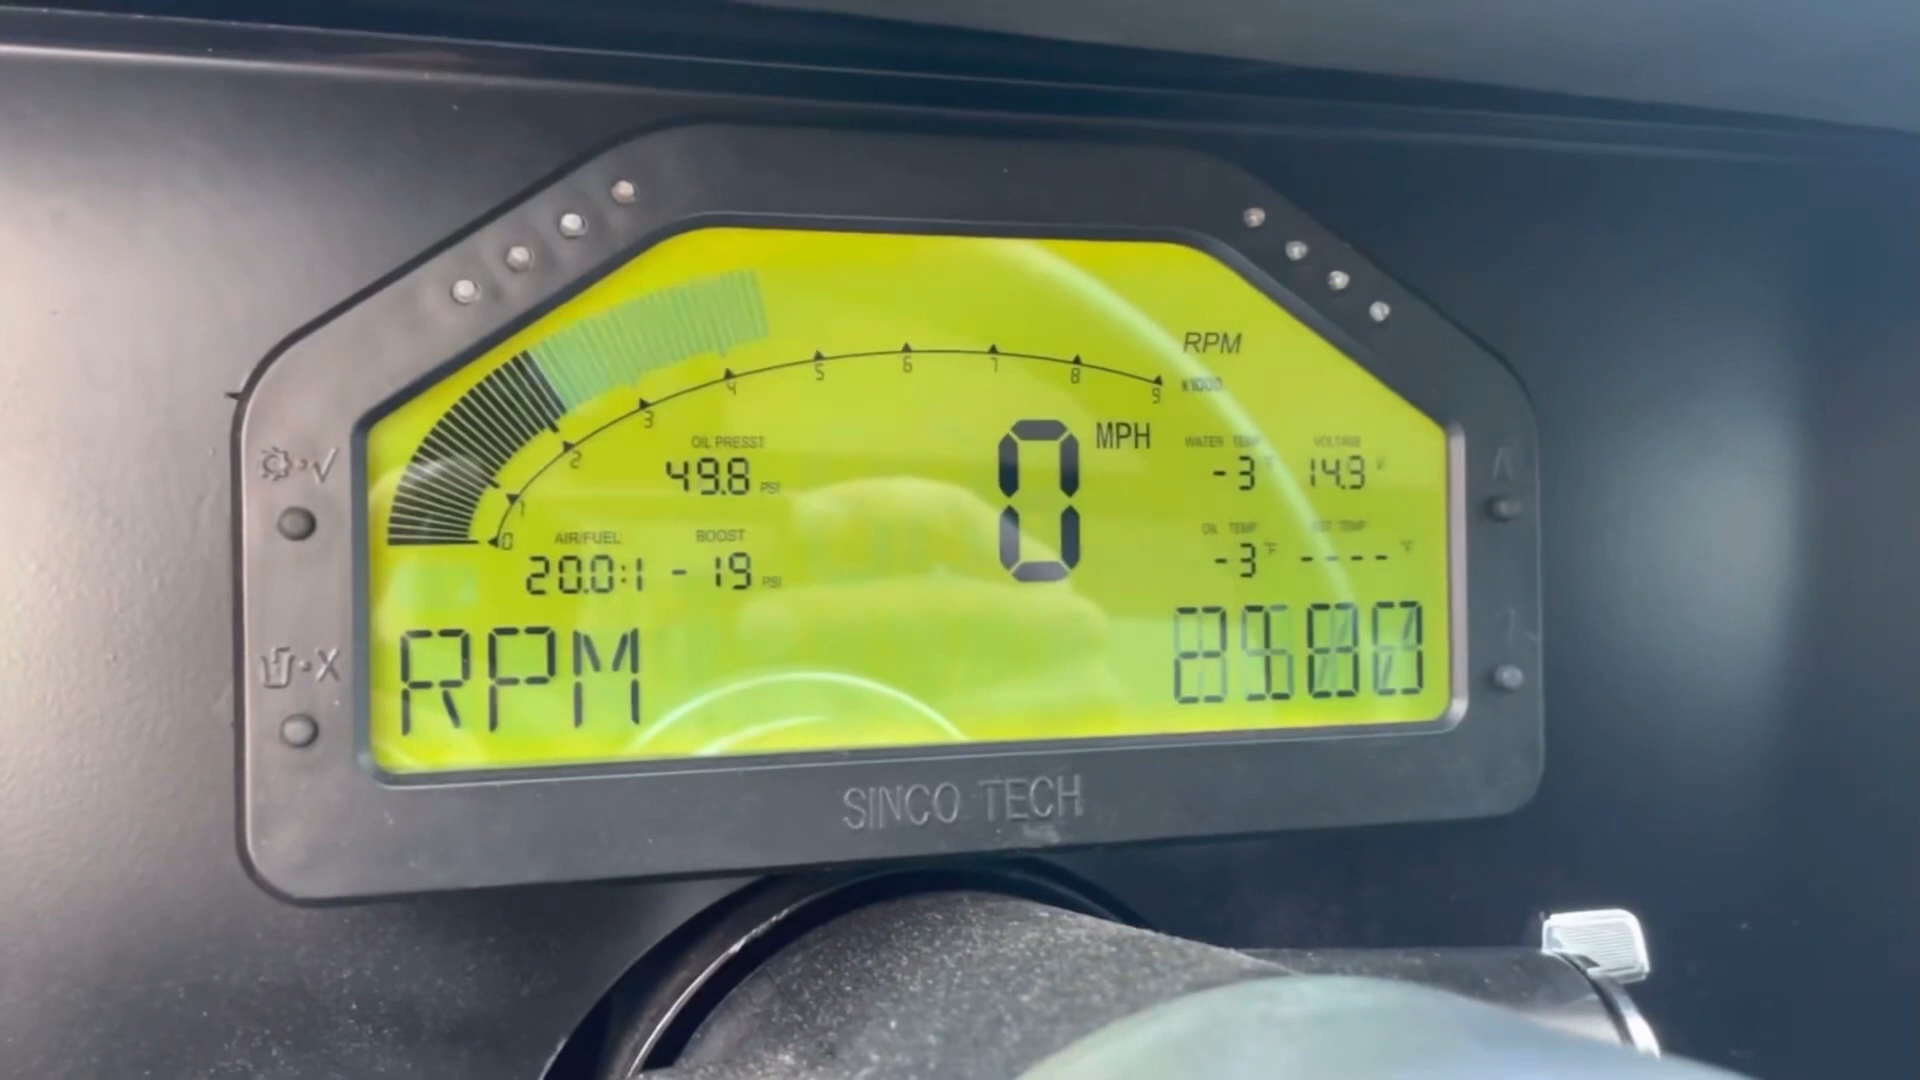 RPM
x1000
0 1 2 3 4 5 6 7 8 9
OIL PRESST
49.8 PSI
MPH
0
WATER TEMP
-3 °F
VOLTAGE
14.9 V
AIR/FUEL
20.0:1
BOOST
-19 PSI
OIL TEMP
-3 °F
TEMP
---- °F
RPM
SINCO TECH